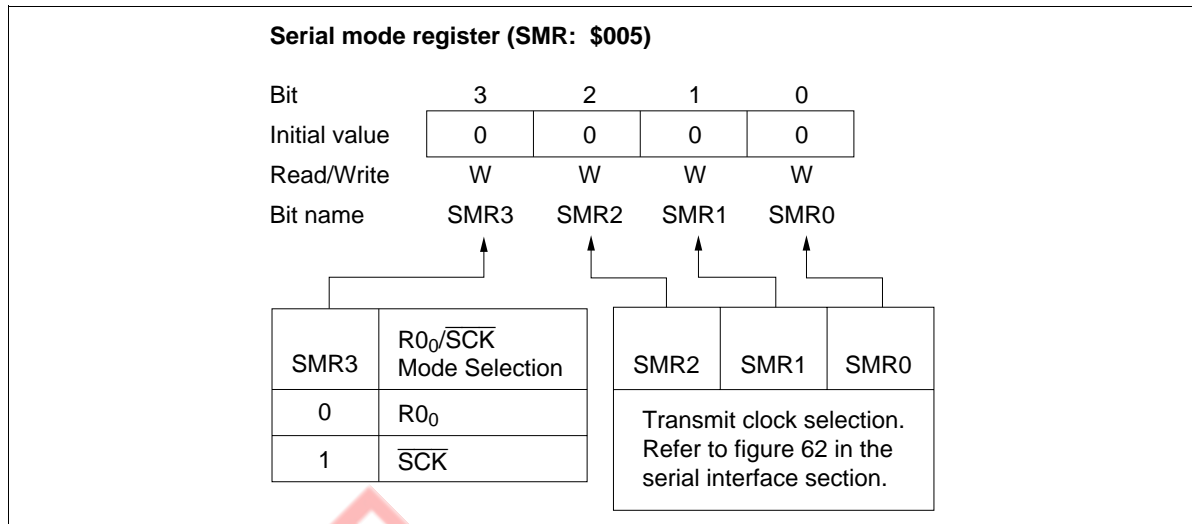 Serial mode register (SMR: $005)
Bit 3 2 1 0
Initial value 0 0 0 0
Read/Write W W W W
Bit name SMR3 SMR2 SMR1 SMR0
SMR3 R0₀/S̅C̅K̅ Mode Selection
0 R0₀
1 S̅C̅K̅
SMR2 SMR1 SMR0
Transmit clock selection.
Refer to figure 62 in the
serial interface section.